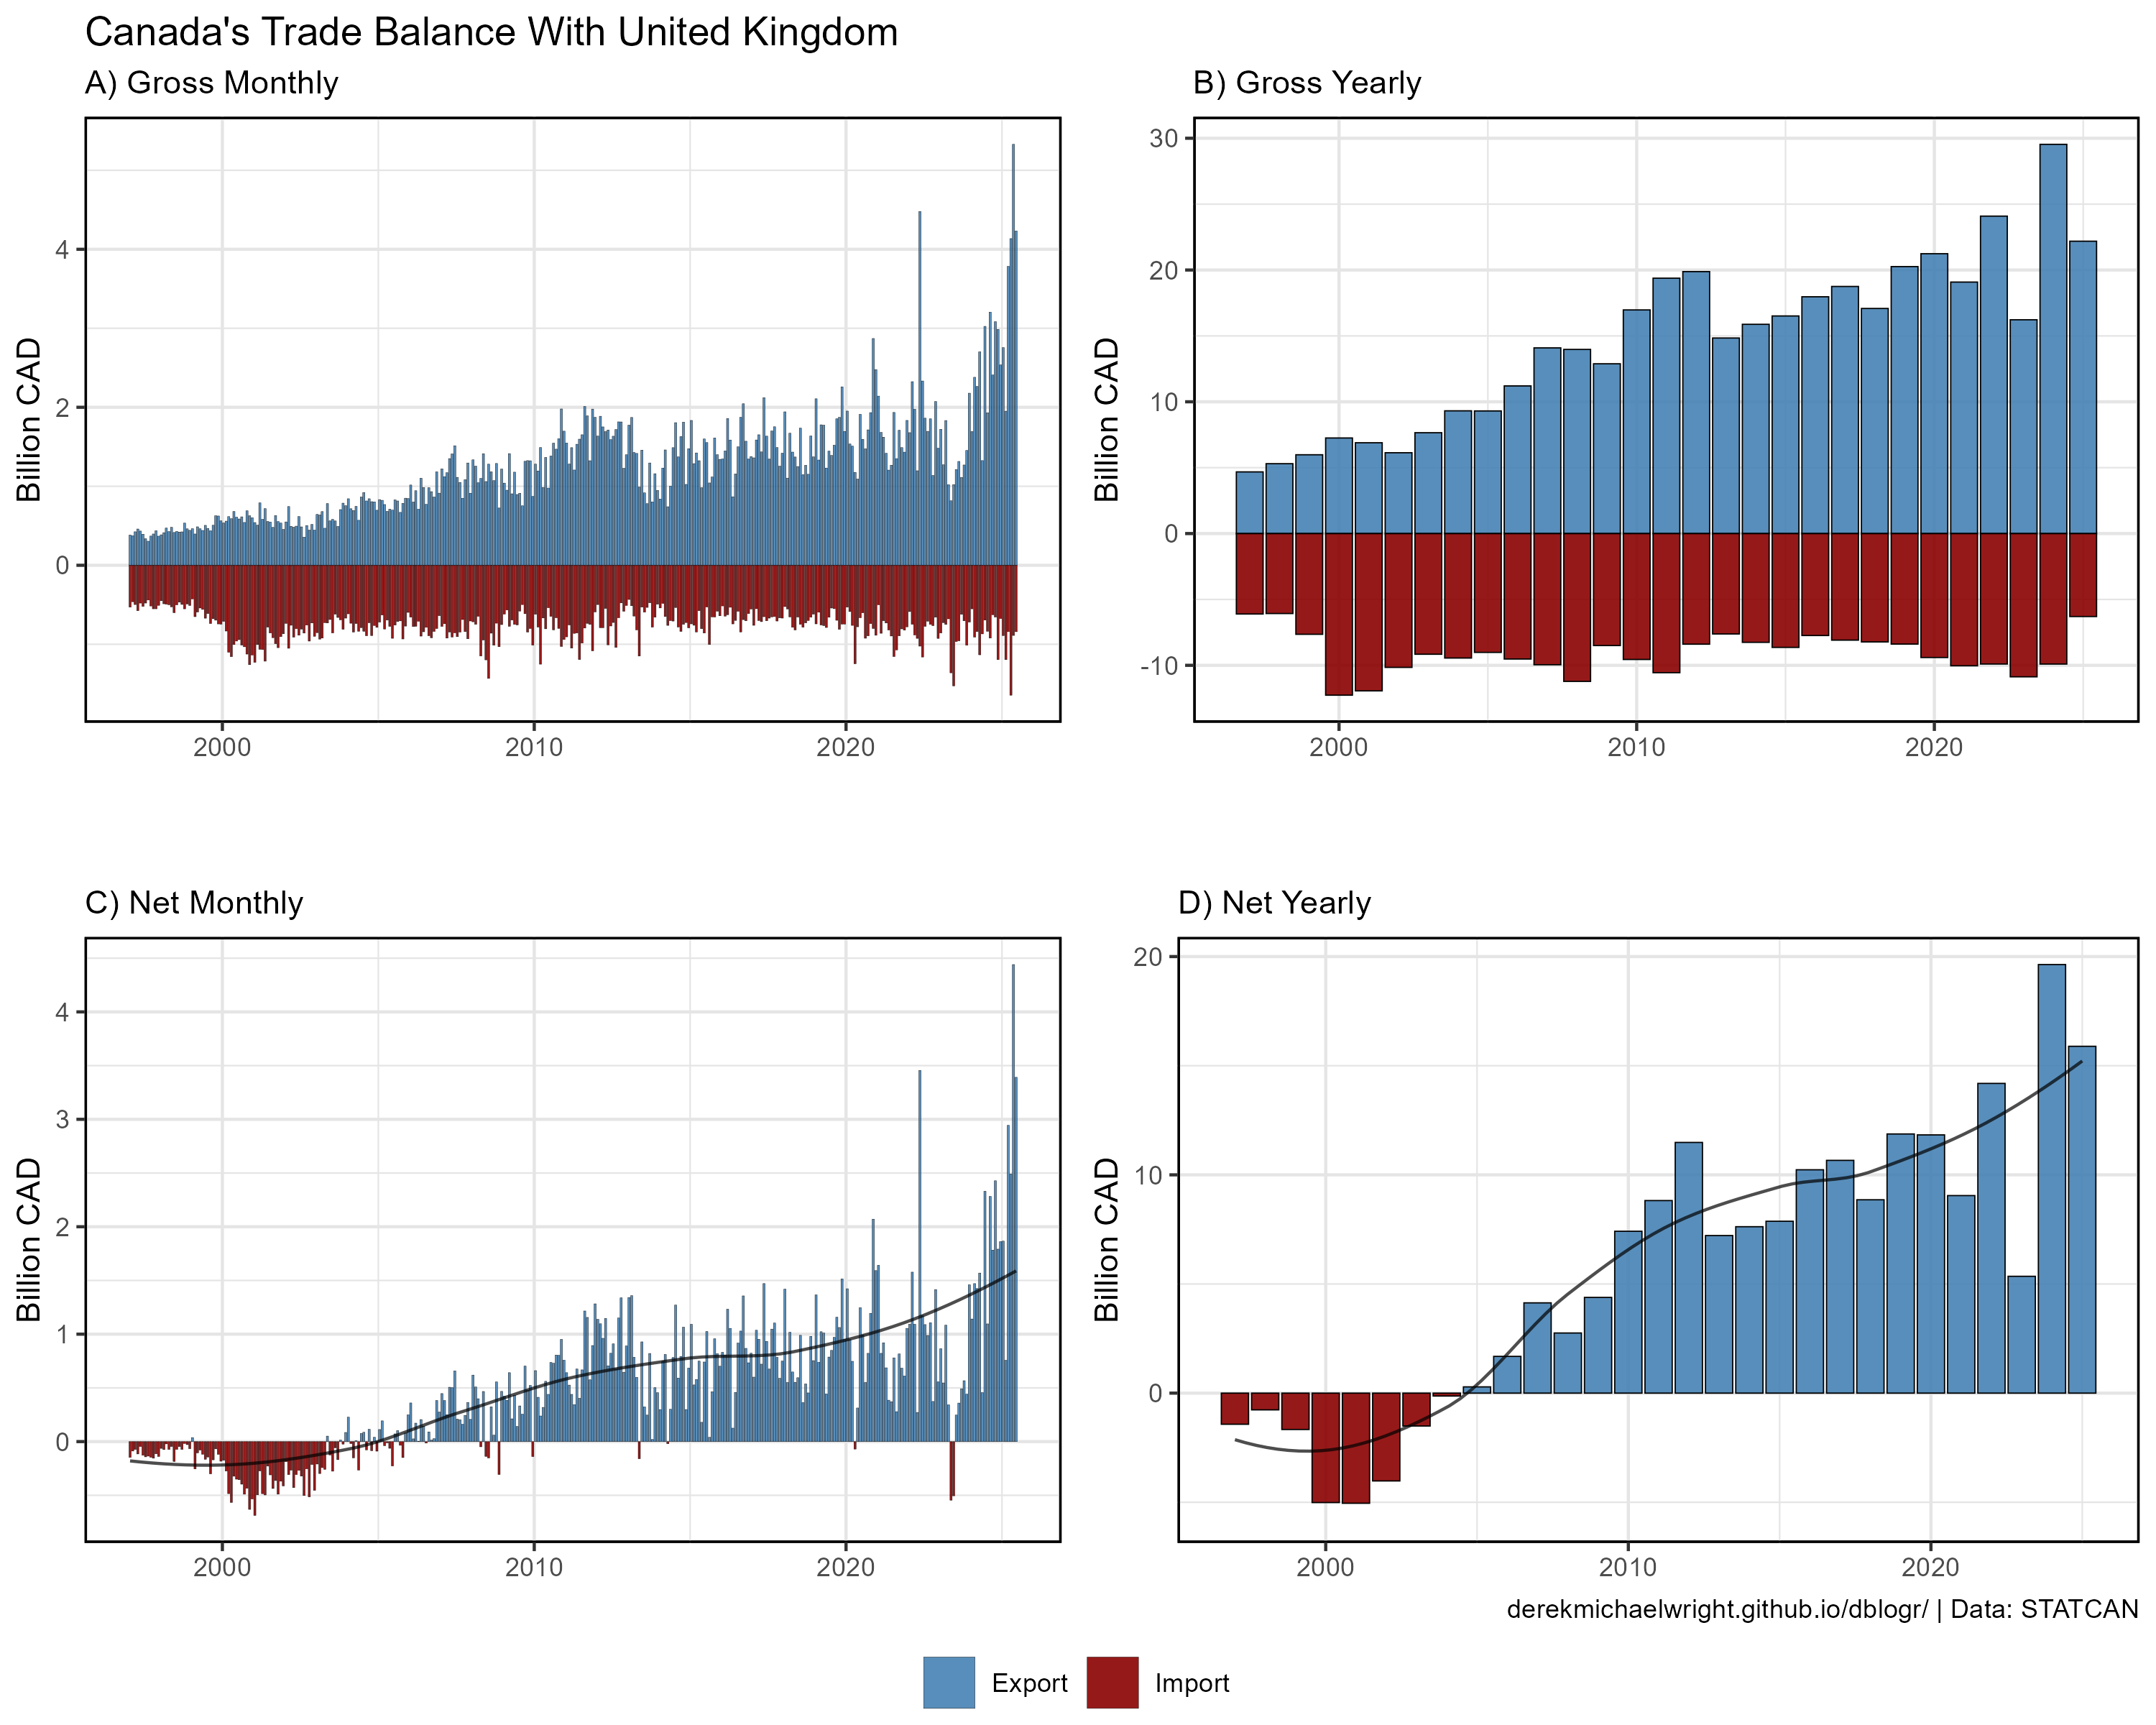 Canada's Trade Balance With United Kingdom
A) Gross Monthly
Billion CAD
4
2
0
2000
2010
2020
B) Gross Yearly
Billion CAD
30
20
10
0
-10
2000
2010
2020
C) Net Monthly
Billion CAD
4
3
2
1
0
2000
2010
2020
D) Net Yearly
Billion CAD
20
10
0
2000
2010
2020
derekmichaelwright.github.io/dblogr/ | Data: STATCAN
Export
Import